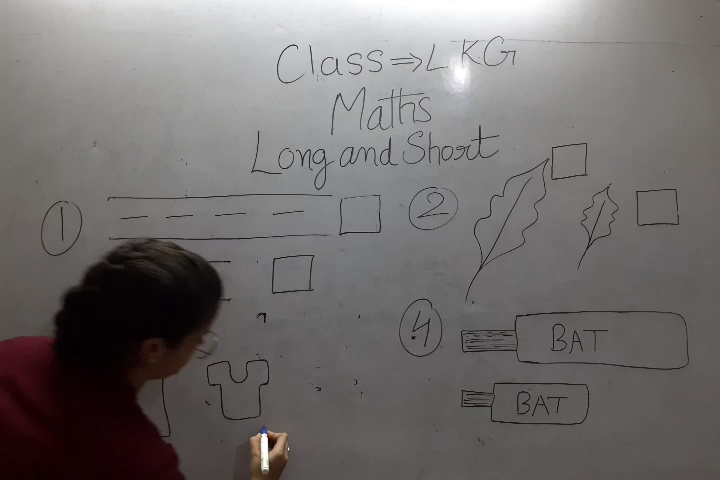 Class ⇒ LKG
Maths
Long and Short
1
2
4
BAT
BAT